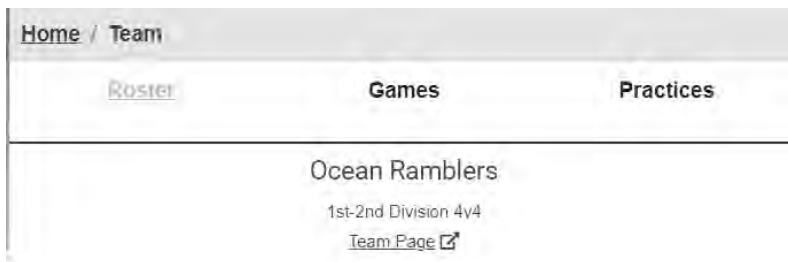 Home / Team
Roster Games Practices
Ocean Ramblers
1st-2nd Division 4v4
Team Page